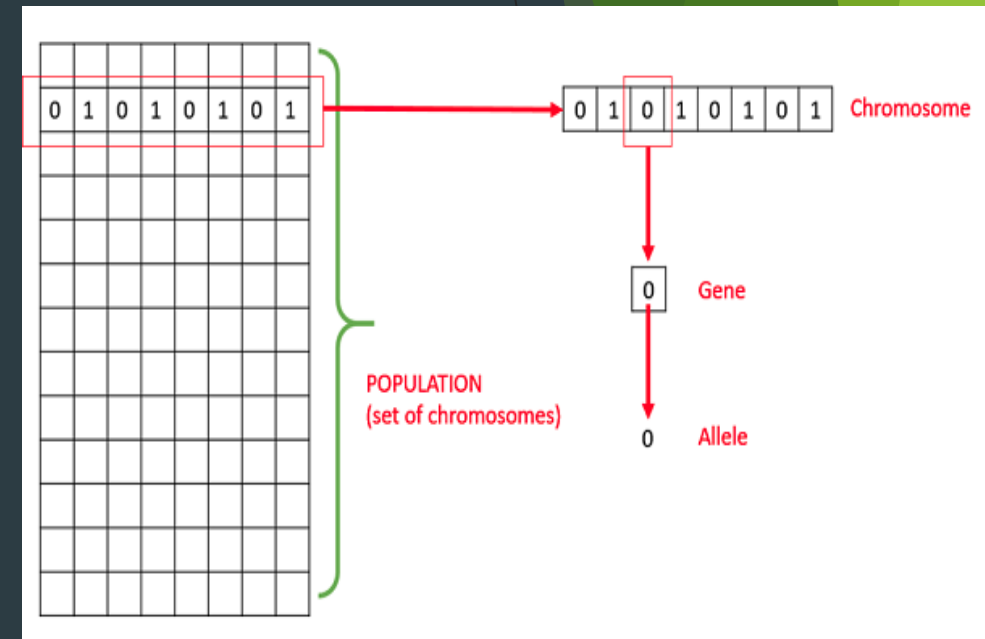 0 1 0 1 0 1 0 1
0 1 0 1 0 1 0 1 Chromosome
0 Gene
POPULATION
(set of chromosomes)
0 Allele